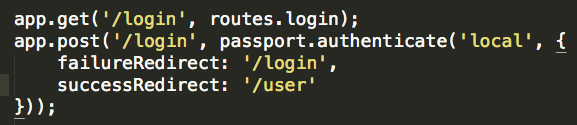 app.get('/login', routes.login);
app.post('/login', passport.authenticate('local', {
    failureRedirect: '/login',
    successRedirect: '/user'
}));